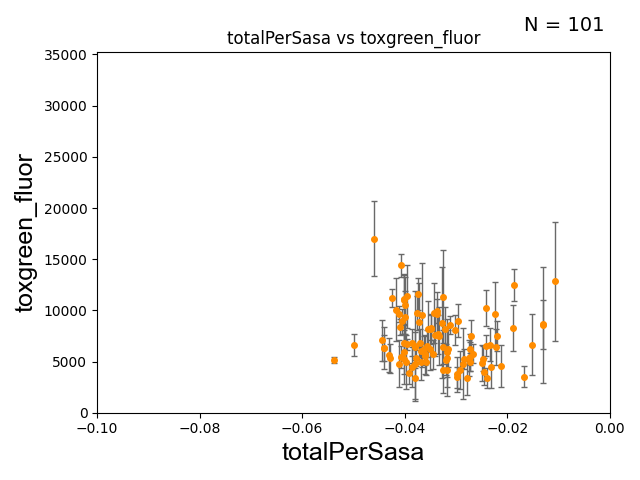 N = 101
totalPerSasa vs toxgreen_fluor
35000
30000
25000
20000
15000
10000
5000
0
toxgreen_fluor
−0.10 −0.08 −0.06 −0.04 −0.02 0.00
totalPerSasa